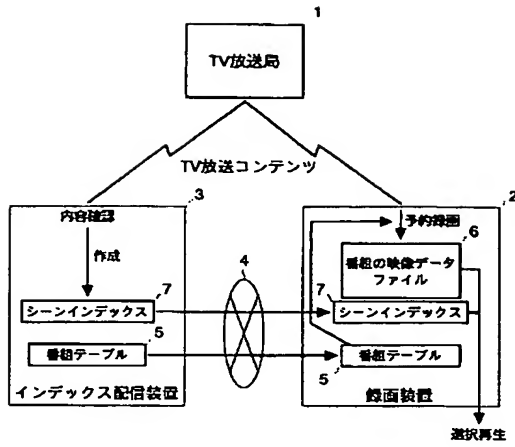 1
TV放送局
TV放送コンテンツ
3
2
内容確認
予約録画
作成
4
6
番組の映像データ
ファイル
7
シーンインデックス
7
シーンインデックス
5
番組テーブル
番組テーブル
5
インデックス配信装置
録画装置
選択再生